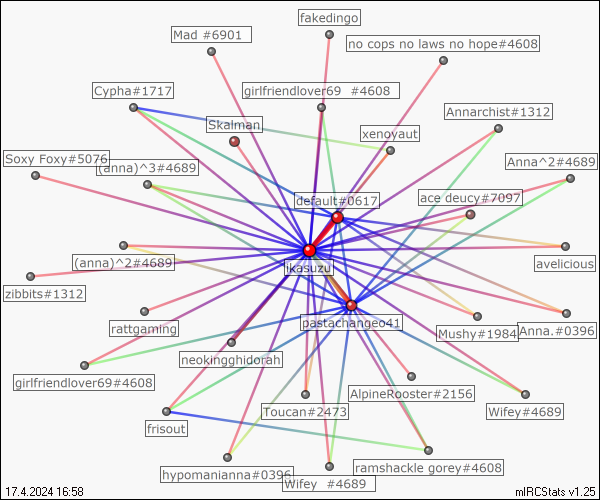 fakedingo
Mad #6901
no cops no laws no hope#4608
Cypha#1717
girlfriendlover69 #4608
Annarchist#1312
Skalman
xenoyaut
Soxy Foxy#5076
(anna)^3#4689
Anna^2#4689
default#0617
ace deucy#7097
(anna)^2#4689
ikasuzu
avelicious
zibbits#1312
rattgaming
pastachangeo41
Mushy#1984
Anna.#0396
neokingghidorah
girlfriendlover69#4608
AlpineRooster#2156
Toucan#2473
Wifey#4689
frisout
hypomanianna#0396
ramshackle gorey#4608
Wifey #4689
17.4.2024 16:58
mIRCStats v1.25